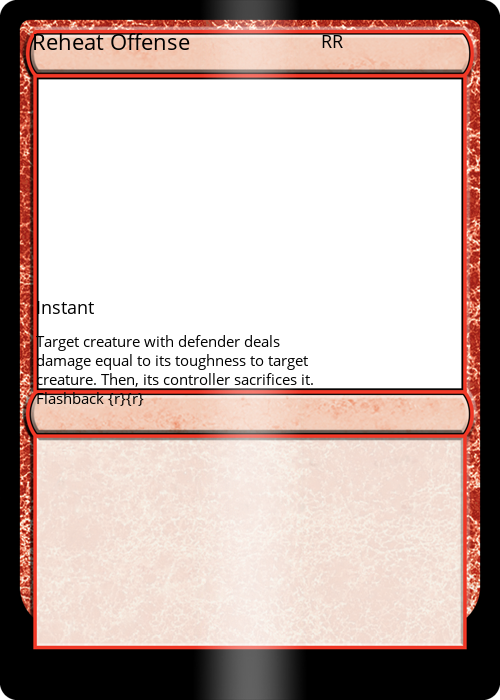 Reheat Offense RR
Instant
Target creature with defender deals
damage equal to its toughness to target
creature. Then, its controller sacrifices it.
Flashback {r}{r}